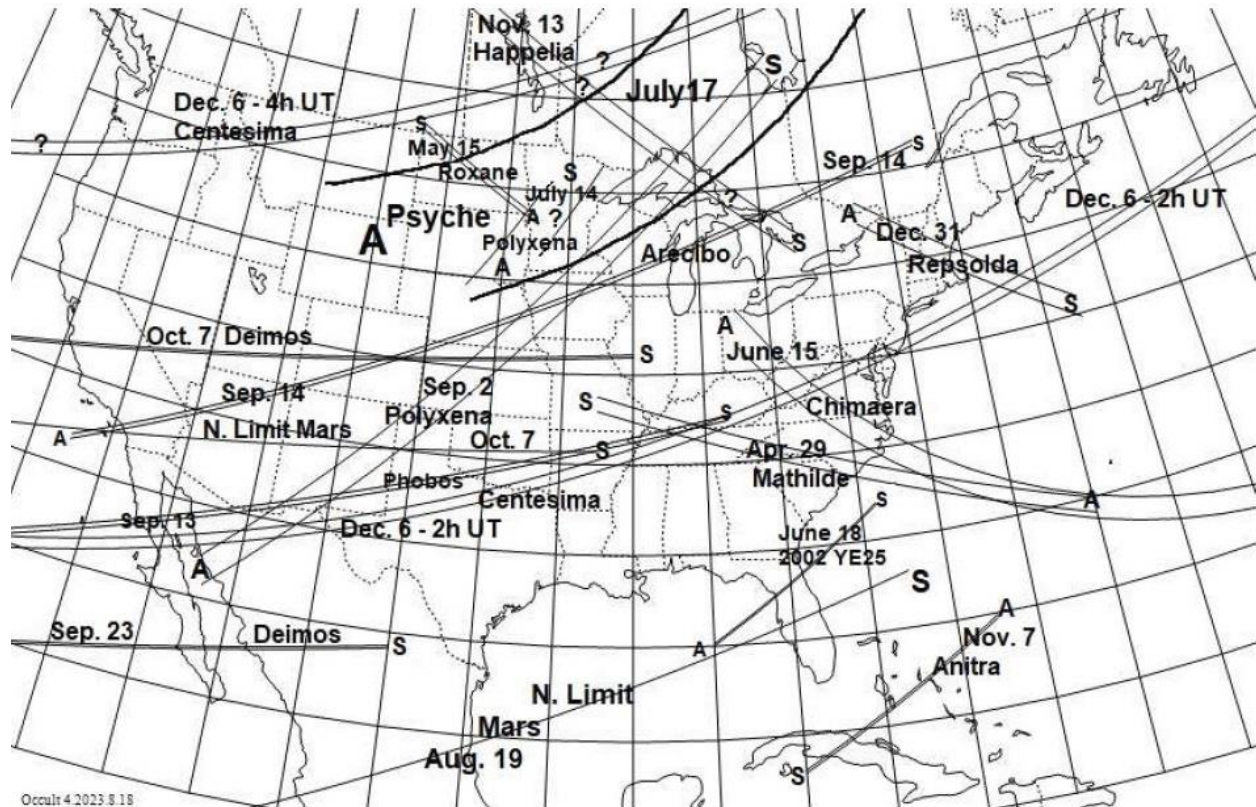 Nov. 13
Happelia
?
?
S
July17
Dec. 6 - 4h UT
Centesima
?
S
May 15
Roxane
S
July 14
A ?
Polyxena
A
Psyche
A
?
Sep. 14
S
Arecibo
S
A
Dec. 31
Repsolda
S
Dec. 6 - 2h UT
Oct. 7 Deimos
S
A
June 15
Chimaera
Sep. 14
A
Sep. 2
Polyxena
N. Limit Mars
Oct. 7
S
S
S
Apr. 29
Mathilde
A
Phobos
Centesima
Sep. 13
Dec. 6 - 2h UT
A
S
June 18
2002 YE25
A
S
Sep. 23
Deimos
S
N. Limit
Mars
Aug. 19
A
Nov. 7
Anitra
S
Occult 4.2023.8.18